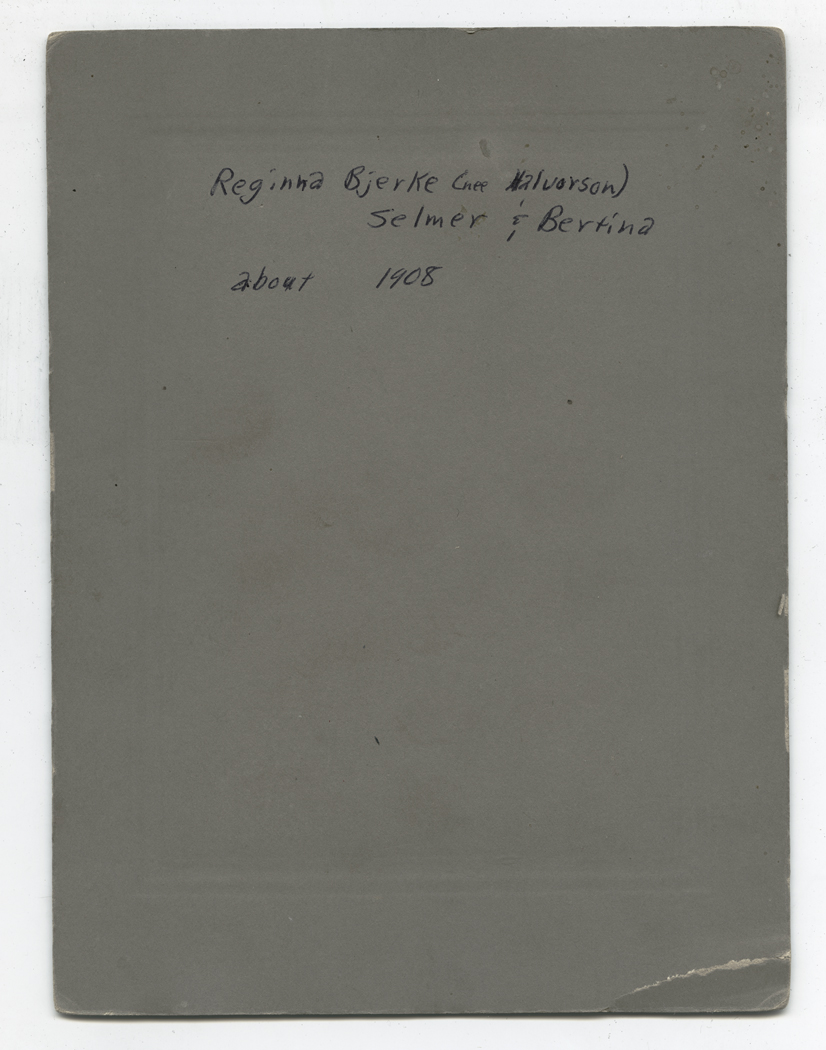 Reginna Bjerke (nee Halvorson)
Selmer & Bertina
about 1908